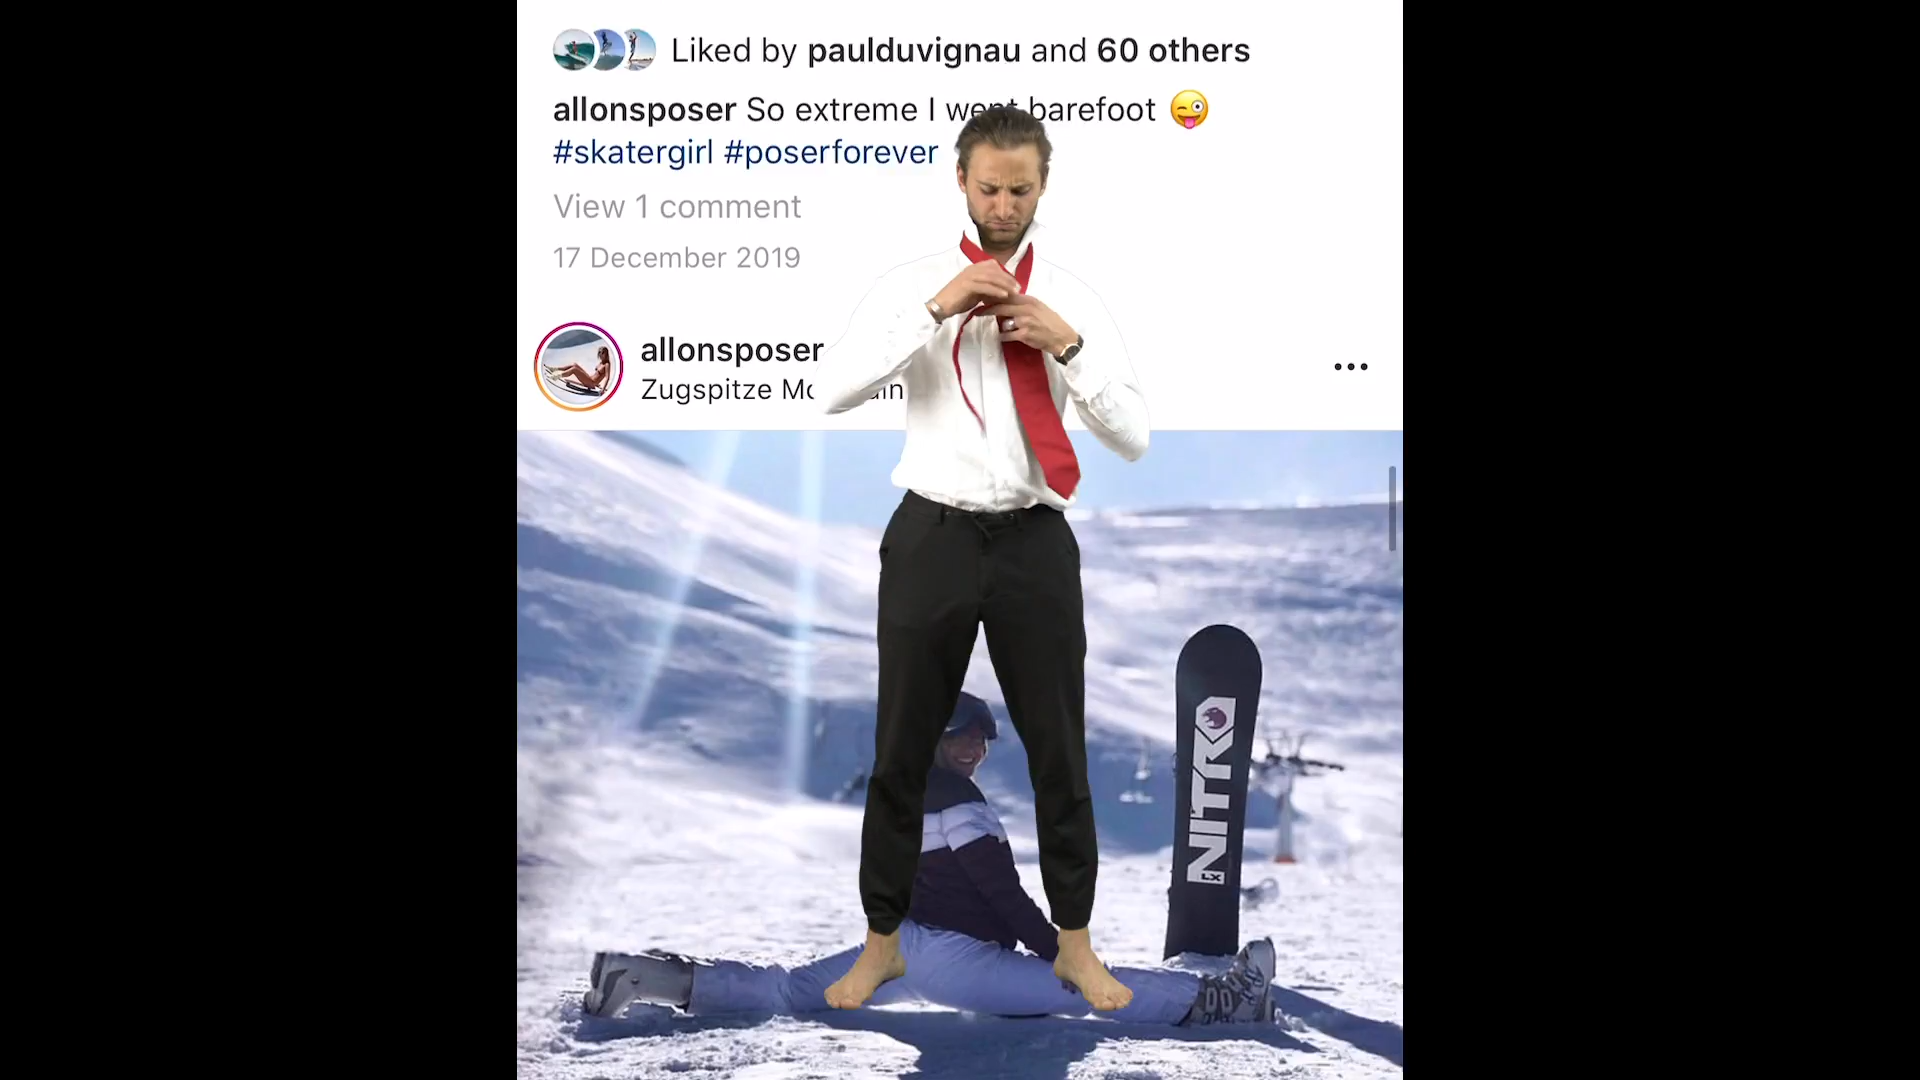 Liked by paulduvignau and 60 others
allonsposer So extreme I went barefoot 😜
#skatergirl #poserforever
View 1 comment
17 December 2019
allonsposer
Zugspitze
NITRO
LX